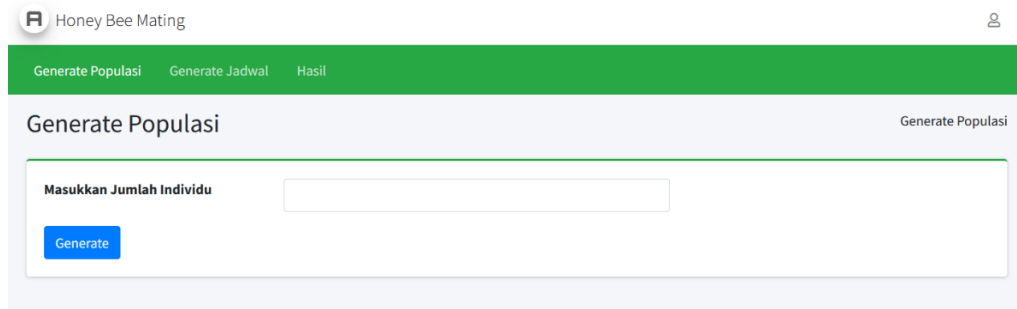 Honey Bee Mating
Generate Populasi Generate Jadwal Hasil
Generate Populasi Generate Populasi
Masukkan Jumlah Individu
Generate